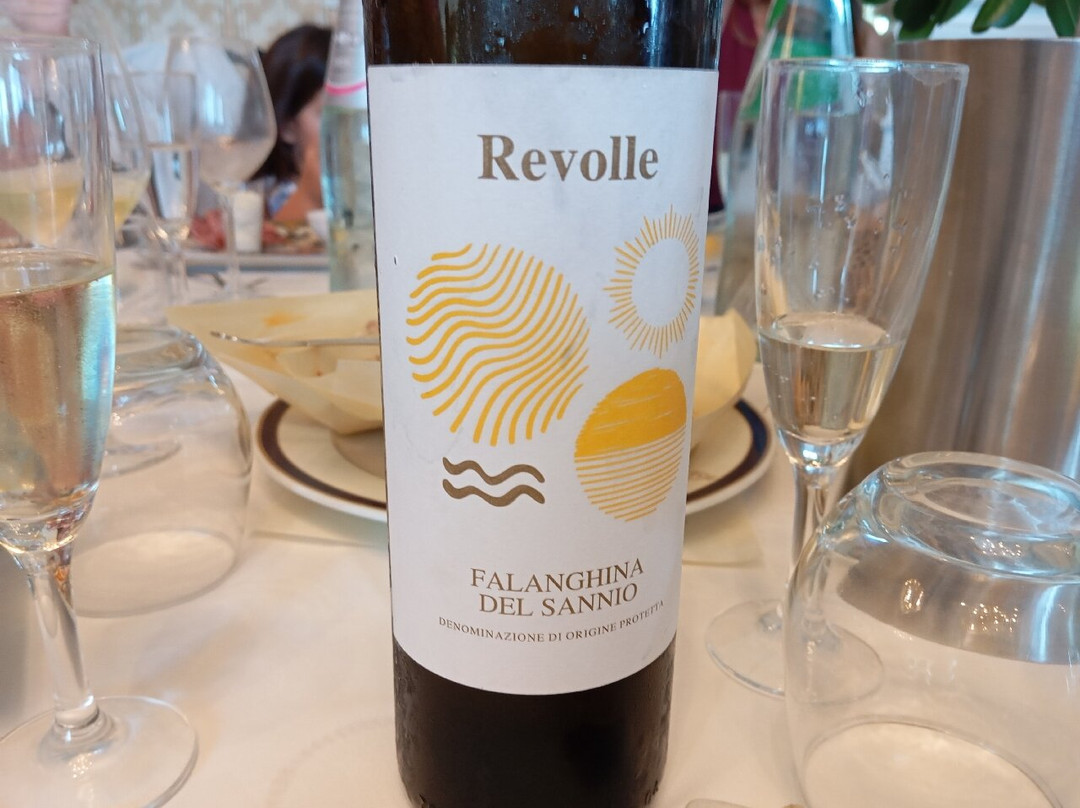 Revolle
FALANGHINA
DEL SANNIO
DENOMINAZIONE DI ORIGINE PROTETTA